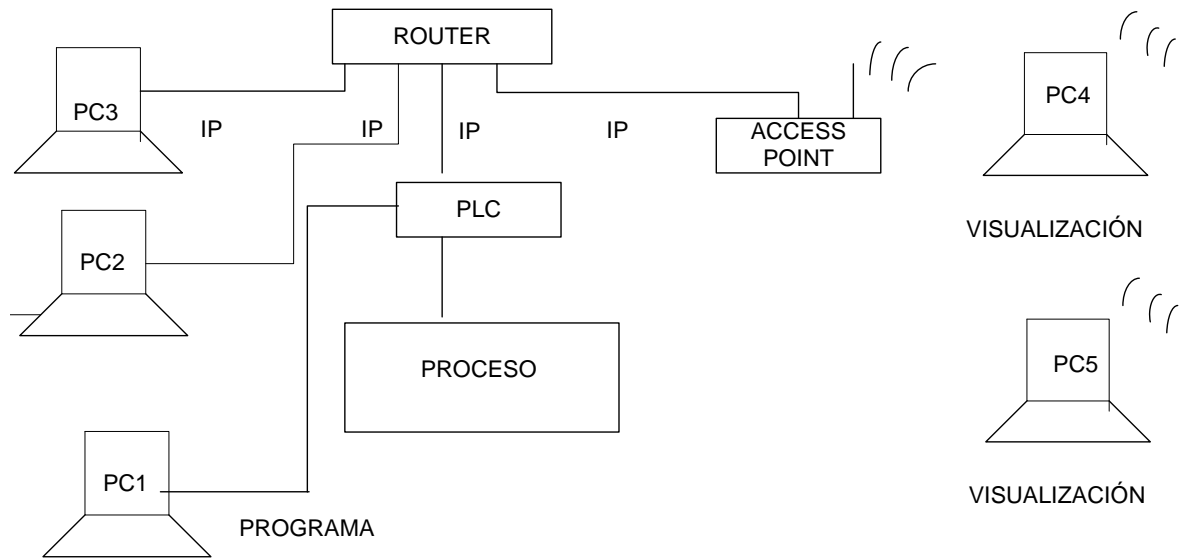 ROUTER
PC3
PC4
IP
IP
IP
IP
ACCESS
POINT
PLC
VISUALIZACIÓN
PC2
PROCESO
PC5
PC1
VISUALIZACIÓN
PROGRAMA